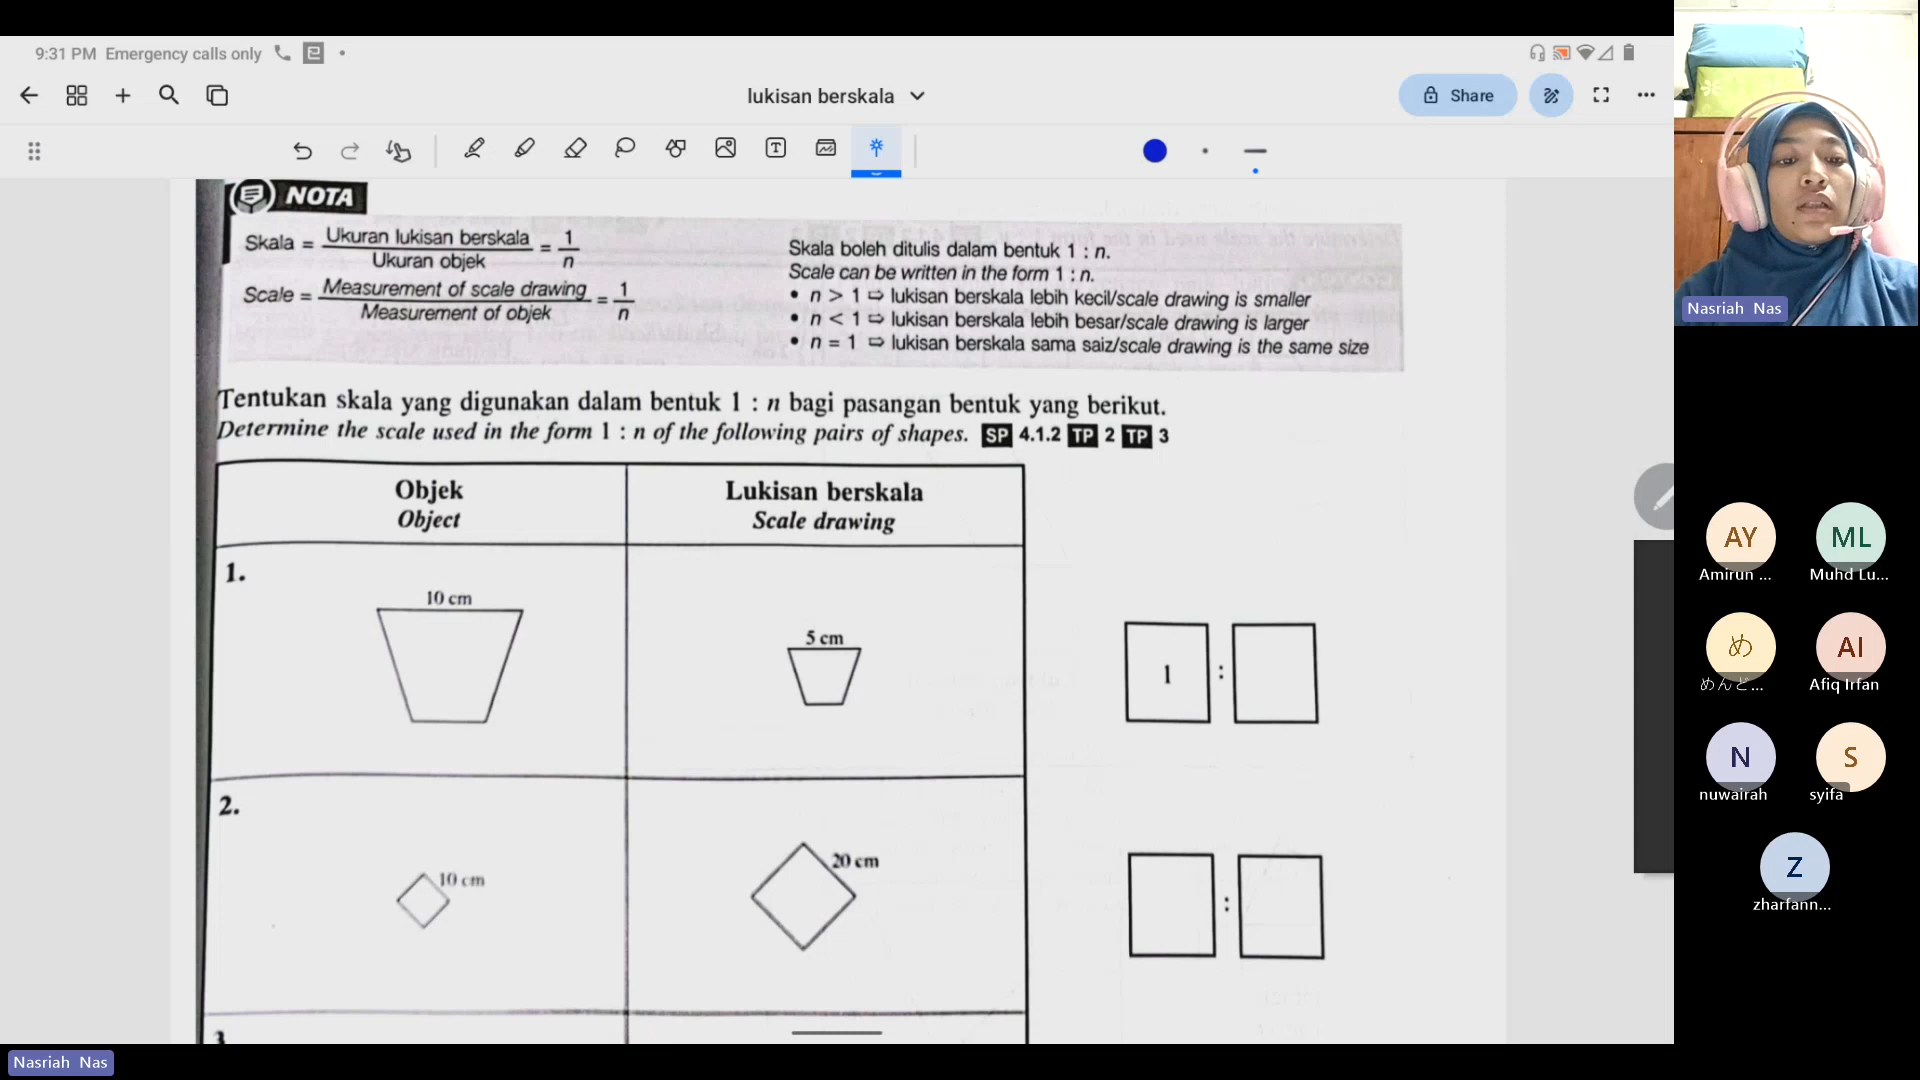 9:31 PM Emergency calls only
lukisan berskala
Share
NOTA
Skala = Ukuran lukisan berskala / Ukuran objek = 1/n
Scale = Measurement of scale drawing / Measurement of objek = 1/n
Skala boleh ditulis dalam bentuk 1 : n.
Scale can be written in the form 1 : n.
• n > 1 ⇨ lukisan berskala lebih kecil/scale drawing is smaller
• n < 1 ⇨ lukisan berskala lebih besar/scale drawing is larger
• n = 1 ⇨ lukisan berskala sama saiz/scale drawing is the same size
Tentukan skala yang digunakan dalam bentuk 1 : n bagi pasangan bentuk yang berikut.
Determine the scale used in the form 1 : n of the following pairs of shapes. SP 4.1.2 TP 2 TP 3
Objek
Object
Lukisan berskala
Scale drawing
1.
10 cm
5 cm
1 :
2.
10 cm
20 cm
:
Nasriah Nas
AY
Amirun ...
ML
Muhd Lu...
め
めんど...
AI
Afiq Irfan
N
nuwairah
S
syifa
Z
zharfann...
Nasriah Nas